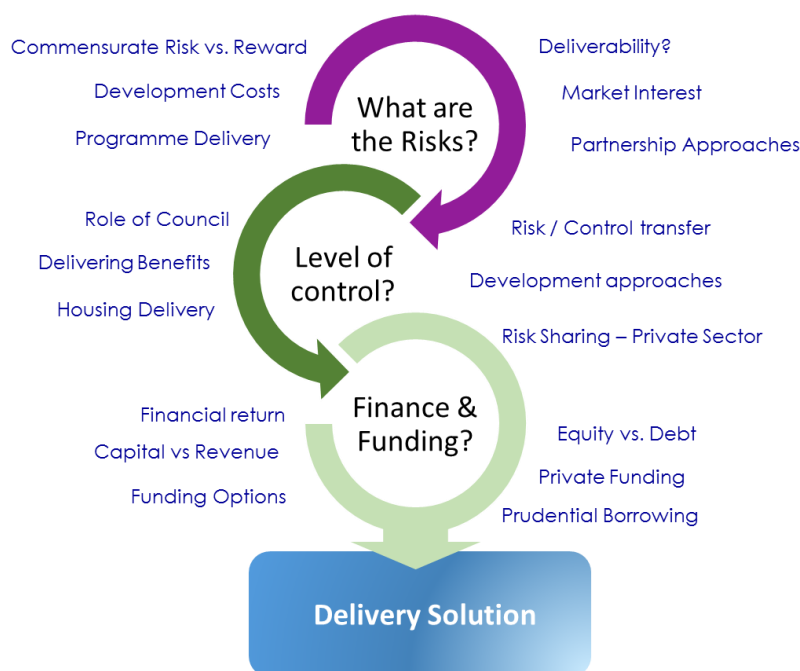 Commensurate Risk vs. Reward
Development Costs
Programme Delivery
What are
the Risks?
Deliverability?
Market Interest
Partnership Approaches
Role of Council
Delivering Benefits
Housing Delivery
Level of
control?
Risk / Control transfer
Development approaches
Risk Sharing – Private Sector
Financial return
Capital vs Revenue
Funding Options
Finance &
Funding?
Equity vs. Debt
Private Funding
Prudential Borrowing
Delivery Solution